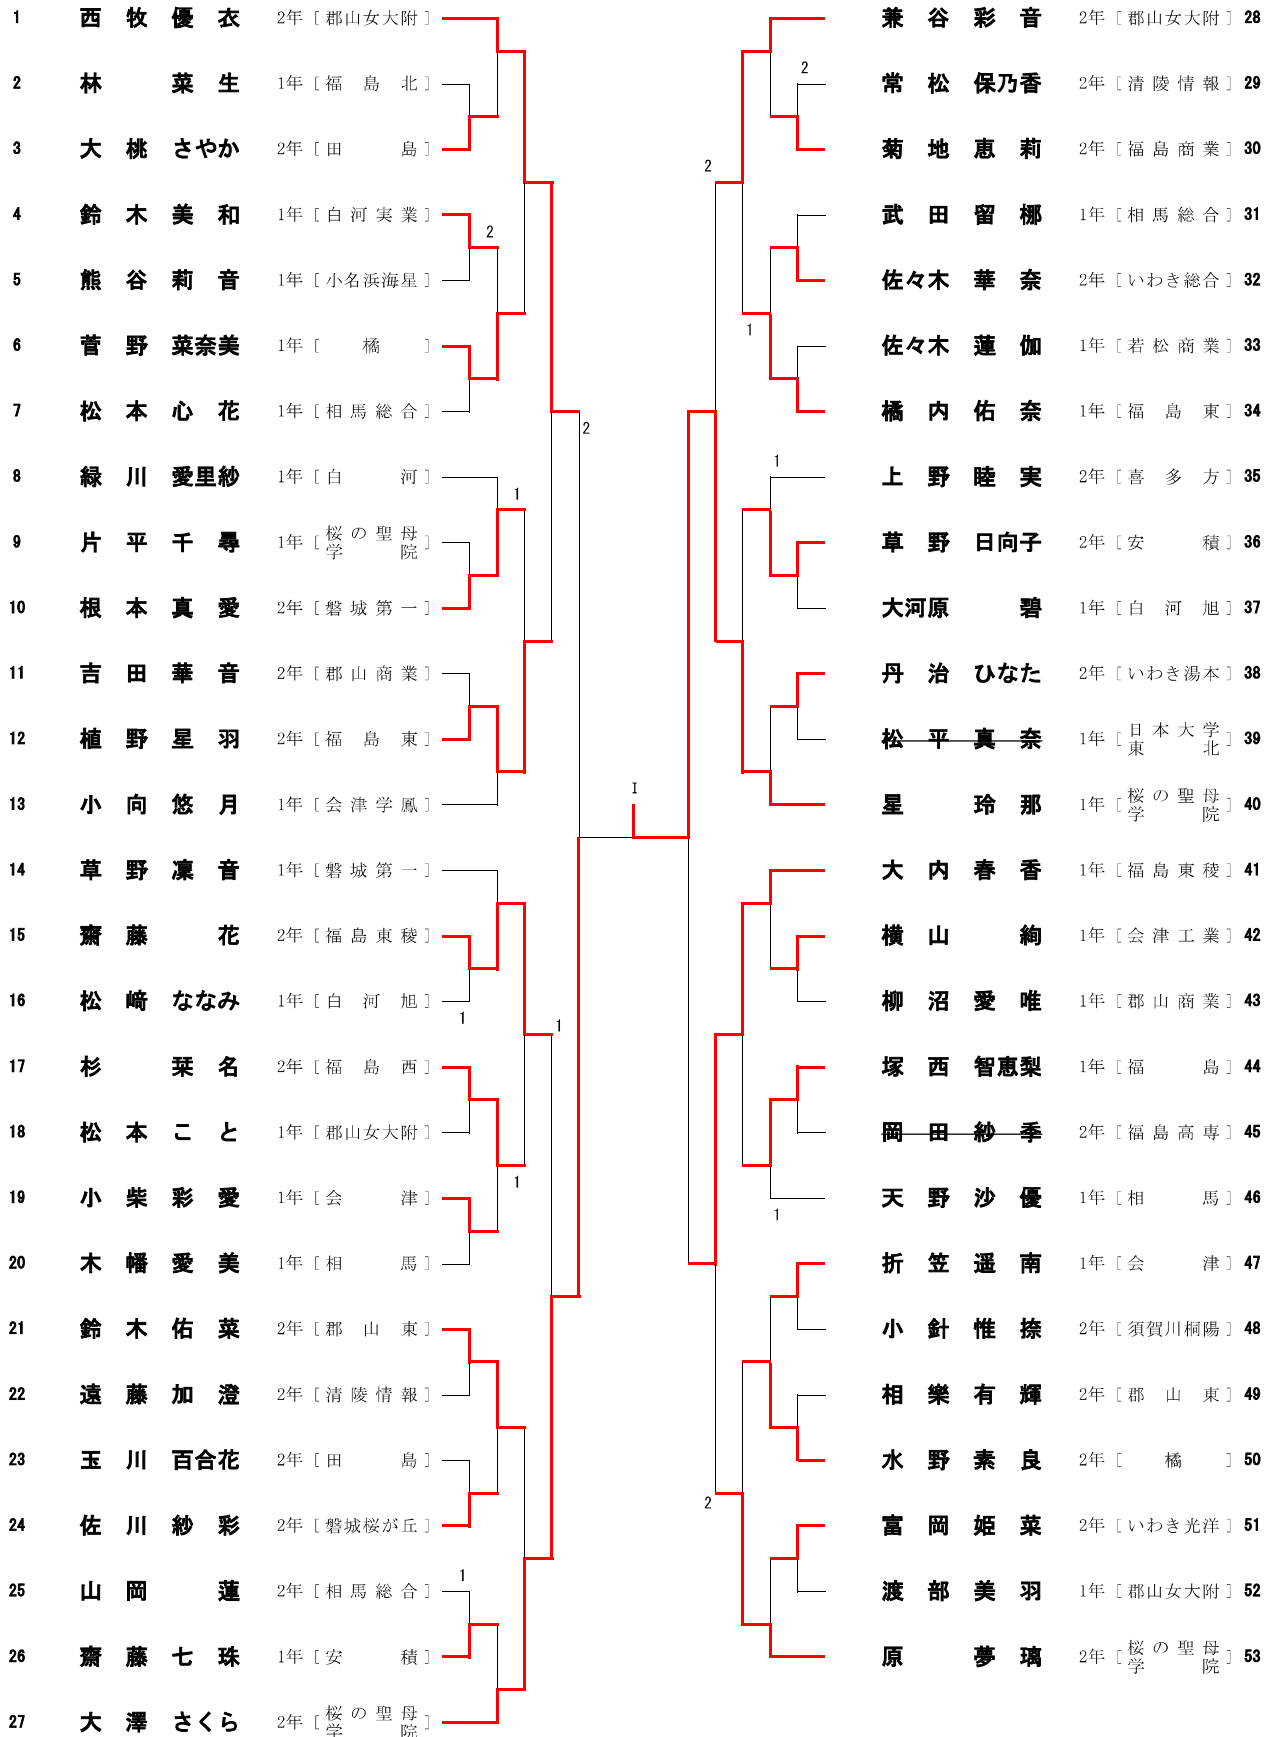 1 西牧優衣 2年 [郡山女大附]
2 林菜生 1年 [福島北]
3 大桃さやか 2年 [田島]
4 鈴木美和 1年 [白河実業]
2
5 熊谷莉音 1年 [小名浜海星]
6 菅野菜奈美 1年 [橘]
7 松本心花 1年 [相馬総合]
2
8 緑川愛里紗 1年 [白河]
1
9 片平千尋 1年 [桜の聖母学院]
10 根本真愛 2年 [磐城第一]
11 吉田華音 2年 [郡山商業]
12 植野星羽 2年 [福島東]
13 小向悠月 1年 [会津学鳳]
14 草野凜音 1年 [磐城第一]
15 齋藤花 2年 [福島東稜]
16 松﨑ななみ 1年 [白河旭]
1
1
17 杉栞名 2年 [福島西]
18 松本こと 1年 [郡山女大附]
1
19 小柴彩愛 1年 [会津]
20 木幡愛美 1年 [相馬]
21 鈴木佑菜 2年 [郡山東]
22 遠藤加澄 2年 [清陵情報]
23 玉川百合花 2年 [田島]
24 佐川紗彩 2年 [磐城桜が丘]
1
25 山岡蓮 2年 [相馬総合]
26 齋藤七珠 1年 [安積]
27 大澤さくら 2年 [桜の聖母学院]
I
兼谷彩音 2年 [郡山女大附] 28
2
常松保乃香 2年 [清陵情報] 29
菊地恵莉 2年 [福島商業] 30
2
武田留梛 1年 [相馬総合] 31
佐々木華奈 2年 [いわき総合] 32
1
佐々木蓮伽 1年 [若松商業] 33
橘内佑奈 1年 [福島東] 34
1
上野睦実 2年 [喜多方] 35
草野日向子 2年 [安積] 36
大河原碧 1年 [白河旭] 37
丹治ひなた 2年 [いわき湯本] 38
松平真奈 1年 [日本大学東北] 39
星玲那 1年 [桜の聖母学院] 40
大内春香 1年 [福島東稜] 41
横山絢 1年 [会津工業] 42
柳沼愛唯 1年 [郡山商業] 43
塚西智恵梨 1年 [福島] 44
岡田紗季 2年 [福島高専] 45
天野沙優 1年 [相馬] 46
1
折笠遥南 1年 [会津] 47
小針惟捺 2年 [須賀川桐陽] 48
相樂有輝 2年 [郡山東] 49
水野素良 2年 [橘] 50
2
富岡姫菜 2年 [いわき光洋] 51
渡部美羽 1年 [郡山女大附] 52
原夢璃 2年 [桜の聖母学院] 53